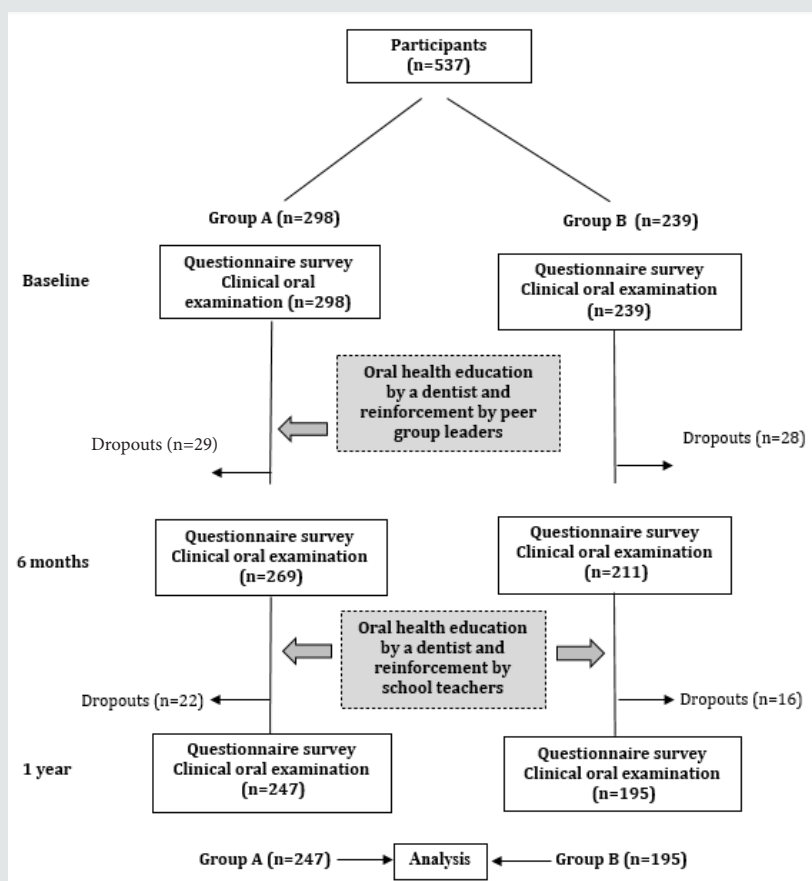 Participants
(n=537)
Group A (n=298)
Group B (n=239)
Baseline
Questionnaire survey
Clinical oral
examination (n=298)
Questionnaire survey
Clinical oral examination
(n=239)
Oral health education
by a dentist and
reinforcement by peer
group leaders
Dropouts (n=29)
Dropouts (n=28)
6 months
Questionnaire survey
Clinical oral examination
(n=269)
Questionnaire survey
Clinical oral examination
(n=211)
Oral health education
by a dentist and
reinforcement by
school teachers
Dropouts (n=22)
Dropouts (n=16)
1 year
Questionnaire survey
Clinical oral examination
(n=247)
Questionnaire survey
Clinical oral examination
(n=195)
Group A (n=247)
Analysis
Group B (n=195)